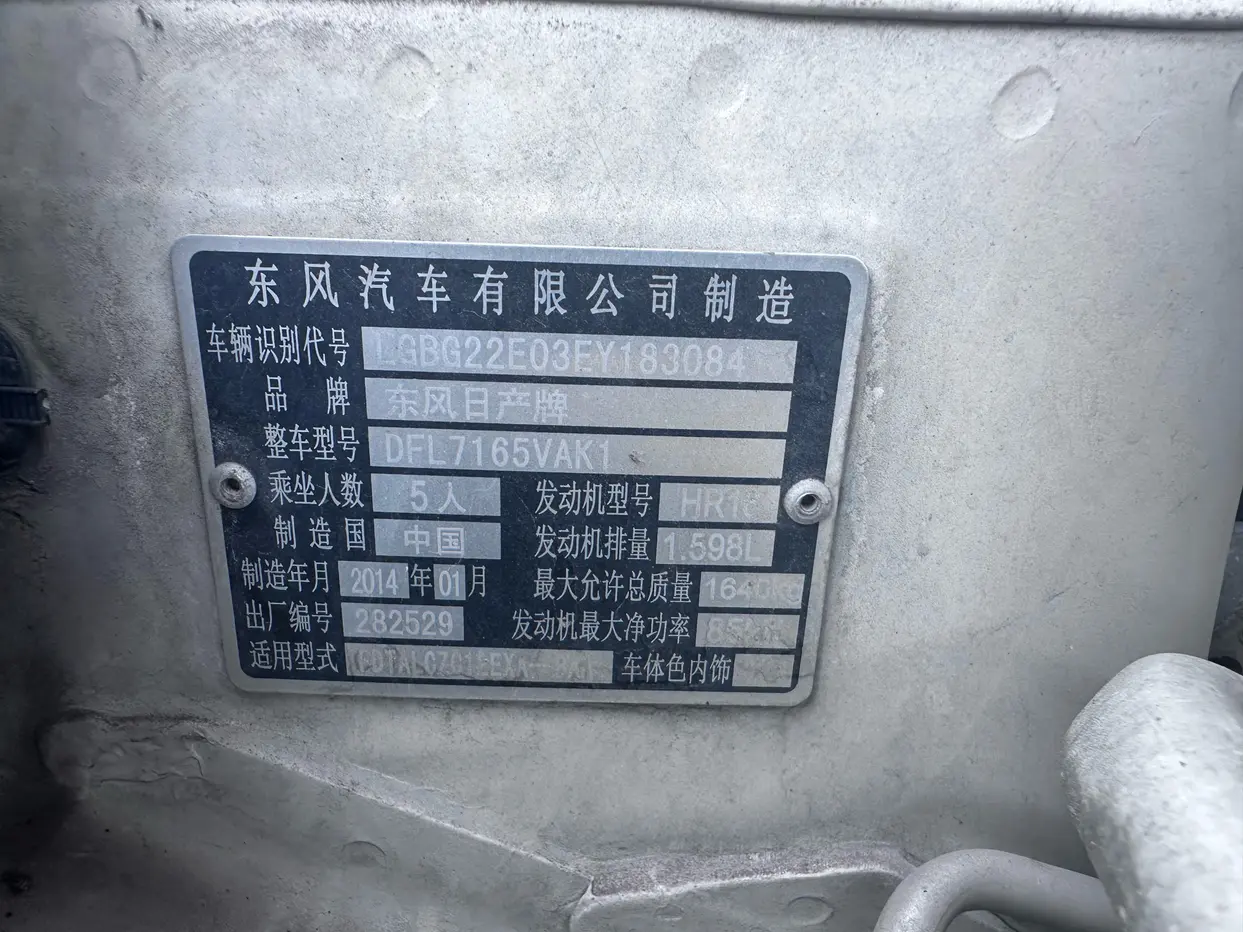 东风汽车有限公司制造
车辆识别代号 LGBG22E03EY183084
品牌 东风日产牌
整车型号 DFL7165VAK1
乘坐人数 5人 发动机型号
制造国 中国 发动机排量 1.598L
制造年月 2014年01月 最大允许总质量 1640kg
出厂编号 282529 发动机最大净功率
适用型式 车体色内饰